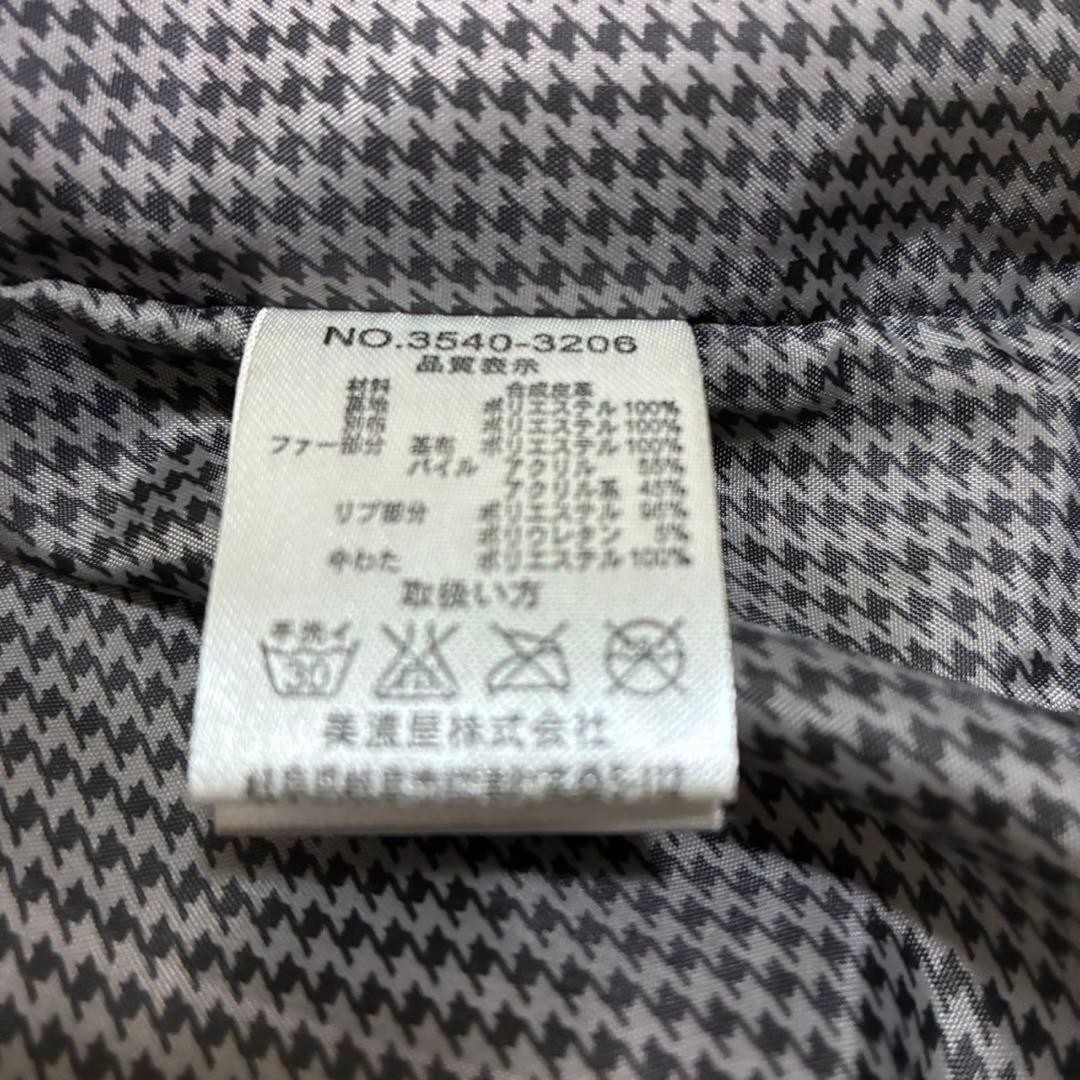 NO.3540-3206
品質表示
材料 合成皮革
裏地 ポリエステル 100%
別布 ポリエステル 100%
ファー部分 基布 ポリエステル 100%
パイル アクリル 55%
アクリル系 45%
リブ部分 ポリエステル 95%
ポリウレタン 5%
中わた ポリエステル 100%
取扱い方
手洗イ
30
美濃屋株式会社